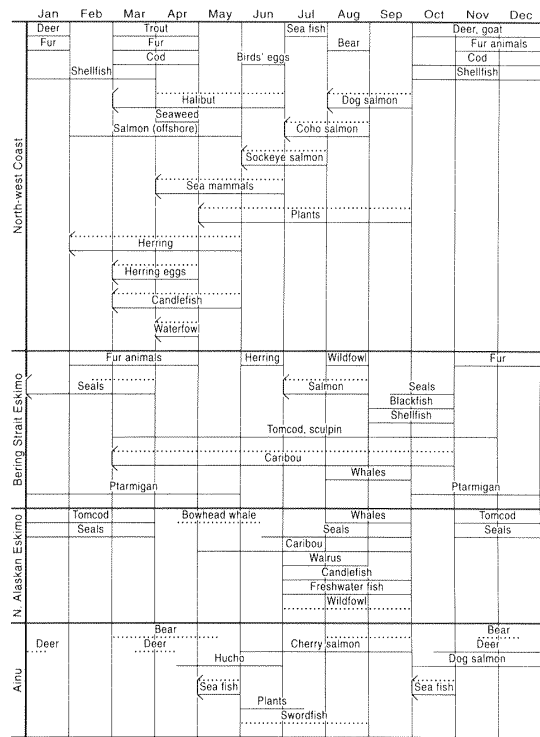 Jan Feb Mar Apr May Jun Jul Aug Sep Oct Nov Dec
North-west Coast
Deer Trout Sea fish Deer, goat
Fur Fur Bear Fur animals
Cod Birds' eggs Cod
Shellfish Shellfish
Halibut Dog salmon
Seaweed
Salmon (offshore) Coho salmon
Sockeye salmon
Sea mammals
Plants
Herring
Herring eggs
Candlefish
Waterfowl
Bering Strait Eskimo
Fur animals Herring Wildfowl Fur
Seals Salmon Seals
Blackfish
Shellfish
Tomcod, sculpin
Caribou
Whales
Ptarmigan Ptarmigan
N. Alaskan Eskimo
Tomcod Bowhead whale Whales Tomcod
Seals Seals Seals
Caribou
Walrus
Candlefish
Freshwater fish
Wildfowl
Ainu
Bear Bear
Deer Deer Cherry salmon Deer
Hucho Dog salmon
Sea fish Sea fish
Plants
Swordfish